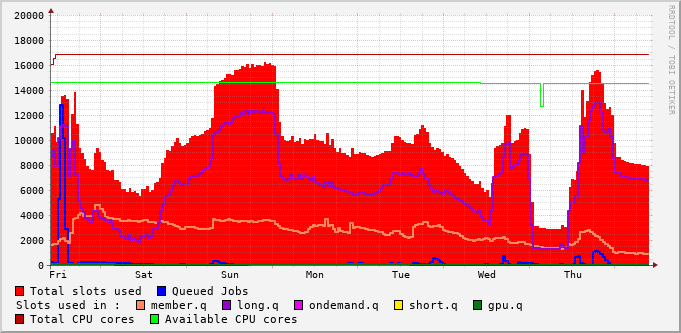 20000
18000
16000
14000
12000
10000
8000
6000
4000
2000
0
Fri Sat Sun Mon Tue Wed Thu
RRDTOOL / TOBI OETIKER
Total slots used Queued Jobs
Slots used in : member.q long.q ondemand.q short.q gpu.q
Total CPU cores Available CPU cores